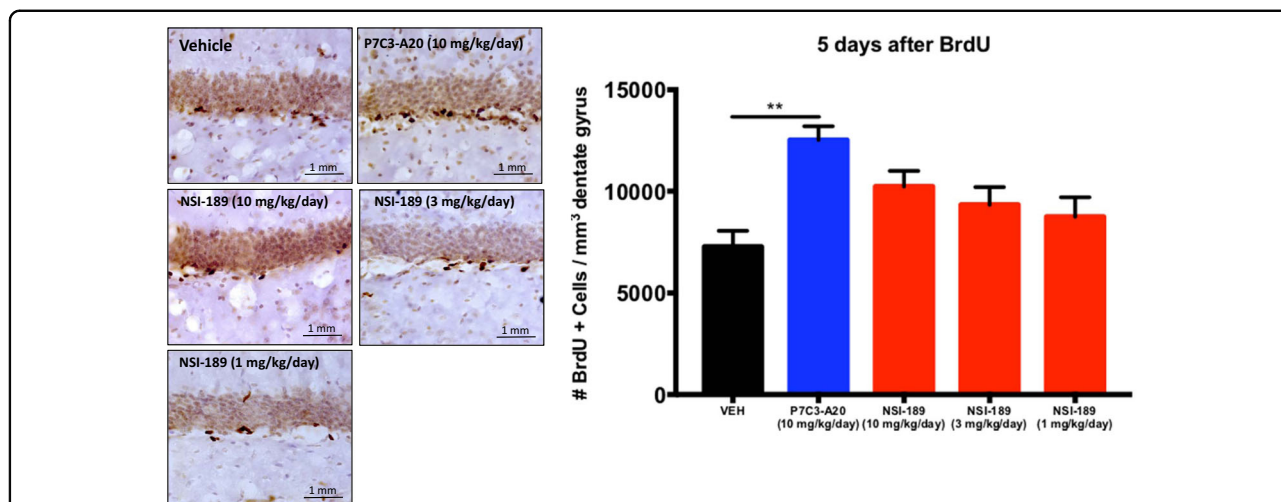 Vehicle
1 mm
P7C3-A20 (10 mg/kg/day)
1 mm
NSI-189 (10 mg/kg/day)
1 mm
NSI-189 (3 mg/kg/day)
1 mm
NSI-189 (1 mg/kg/day)
1 mm
5 days after BrdU
# BrdU + Cells / mm³ dentate gyrus
15000
10000
5000
0
**
VEH
P7C3-A20
(10 mg/kg/day)
NSI-189
(10 mg/kg/day)
NSI-189
(3 mg/kg/day)
NSI-189
(1 mg/kg/day)